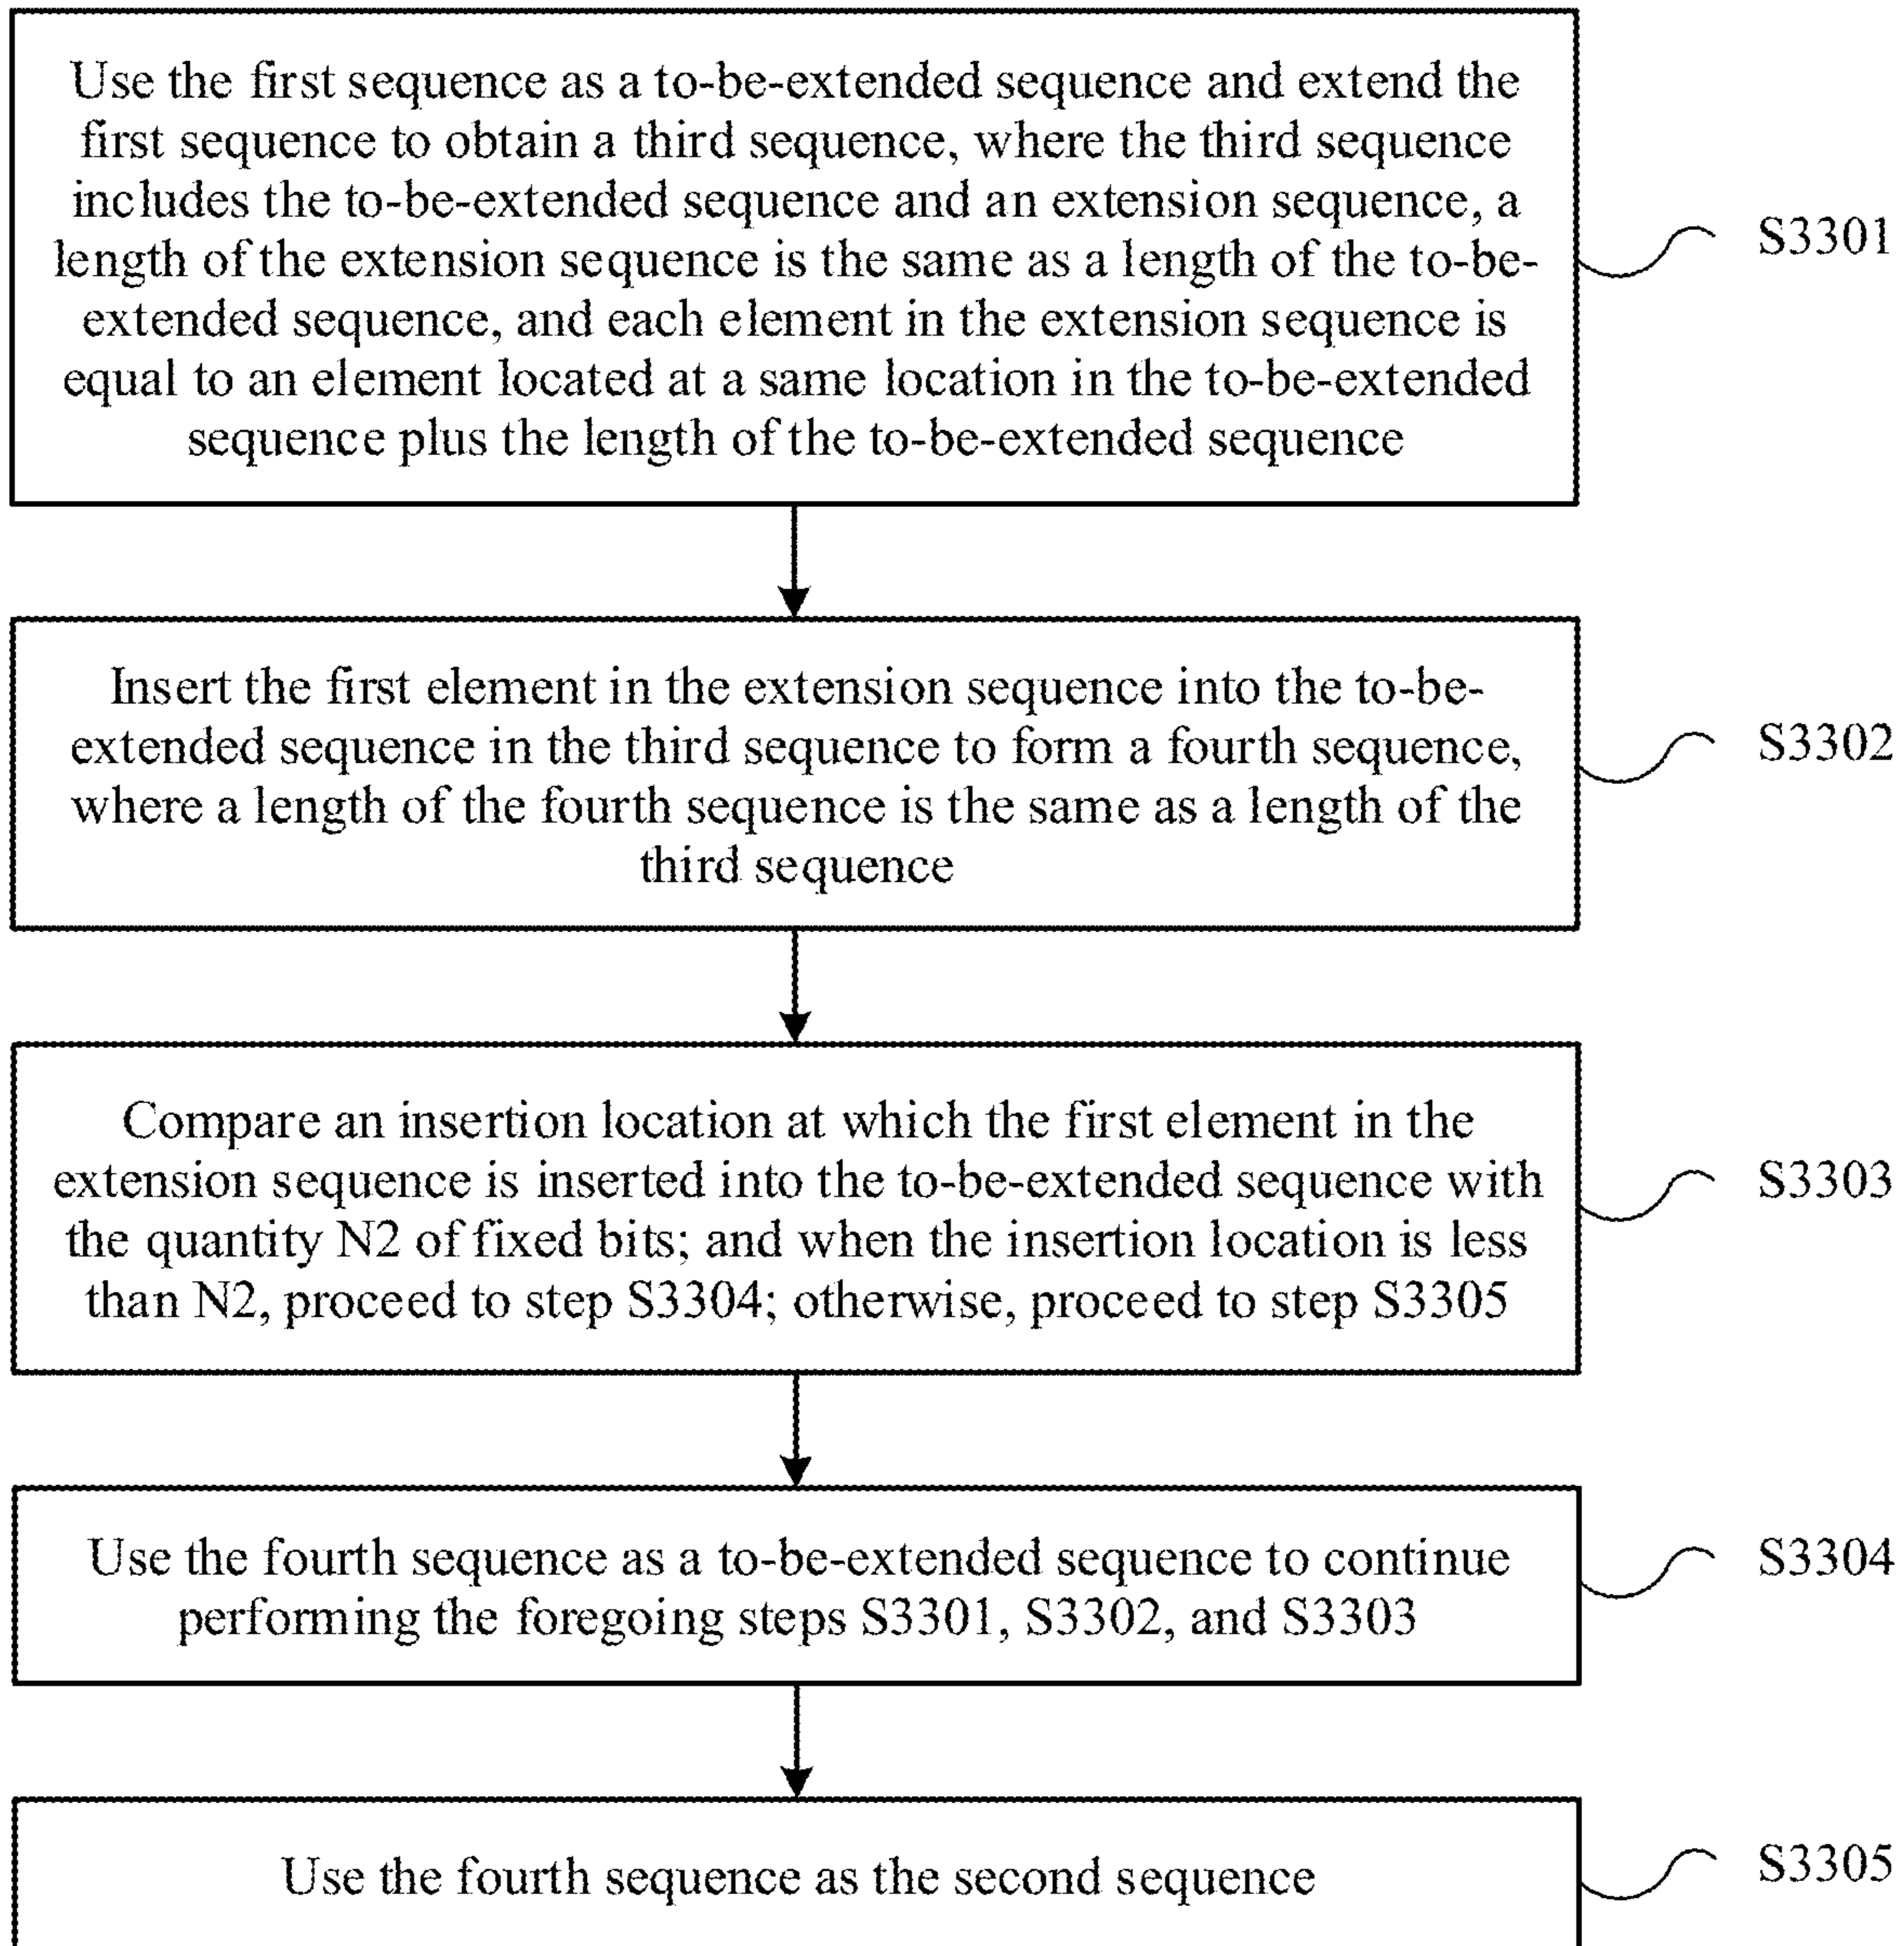 Use the first sequence as a to-be-extended sequence and extend the
first sequence to obtain a third sequence, where the third sequence
includes the to-be-extended sequence and an extension sequence, a
length of the extension sequence is the same as a length of the to-be-
extended sequence, and each element in the extension sequence is
equal to an element located at a same location in the to-be-extended
sequence plus the length of the to-be-extended sequence
S3301
Insert the first element in the extension sequence into the to-be-
extended sequence in the third sequence to form a fourth sequence,
where a length of the fourth sequence is the same as a length of the
third sequence
S3302
Compare an insertion location at which the first element in the
extension sequence is inserted into the to-be-extended sequence with
the quantity N2 of fixed bits; and when the insertion location is less
than N2, proceed to step S3304; otherwise, proceed to step S3305
S3303
Use the fourth sequence as a to-be-extended sequence to continue
performing the foregoing steps S3301, S3302, and S3303
S3304
Use the fourth sequence as the second sequence
S3305